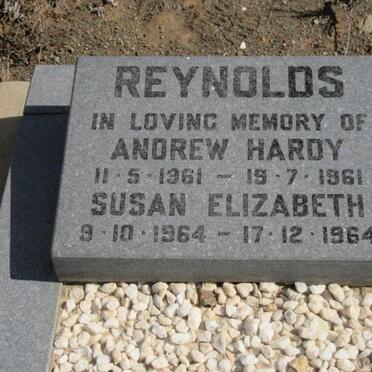 REYNOLDS
IN LOVING MEMORY OF
ANDREW HARDY
11·5·1961 – 19·7·1961
SUSAN ELIZABETH
9·10·1964 – 17·12·1964